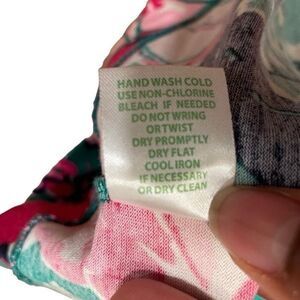 HAND WASH COLD
USE NON-CHLORINE
BLEACH IF NEEDED
DO NOT WRING
OR TWIST
DRY PROMPTLY
DRY FLAT
COOL IRON
IF NECESSARY
OR DRY CLEAN